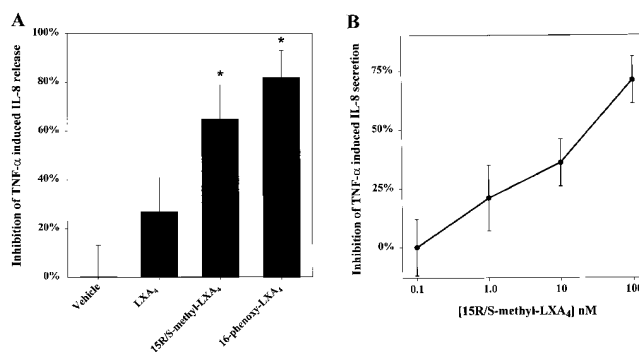 A
Inhibition of TNF-α induced IL-8 release
100%
80%
60%
40%
20%
0%
*
*
Vehicle
LXA4
15R/S-methyl-LXA4
16-phenoxy-LXA4
B
Inhibition of TNF-α induced IL-8 secretion
75%
50%
25%
0%
0.1
1.0
10
100
[15R/S-methyl-LXA4] nM